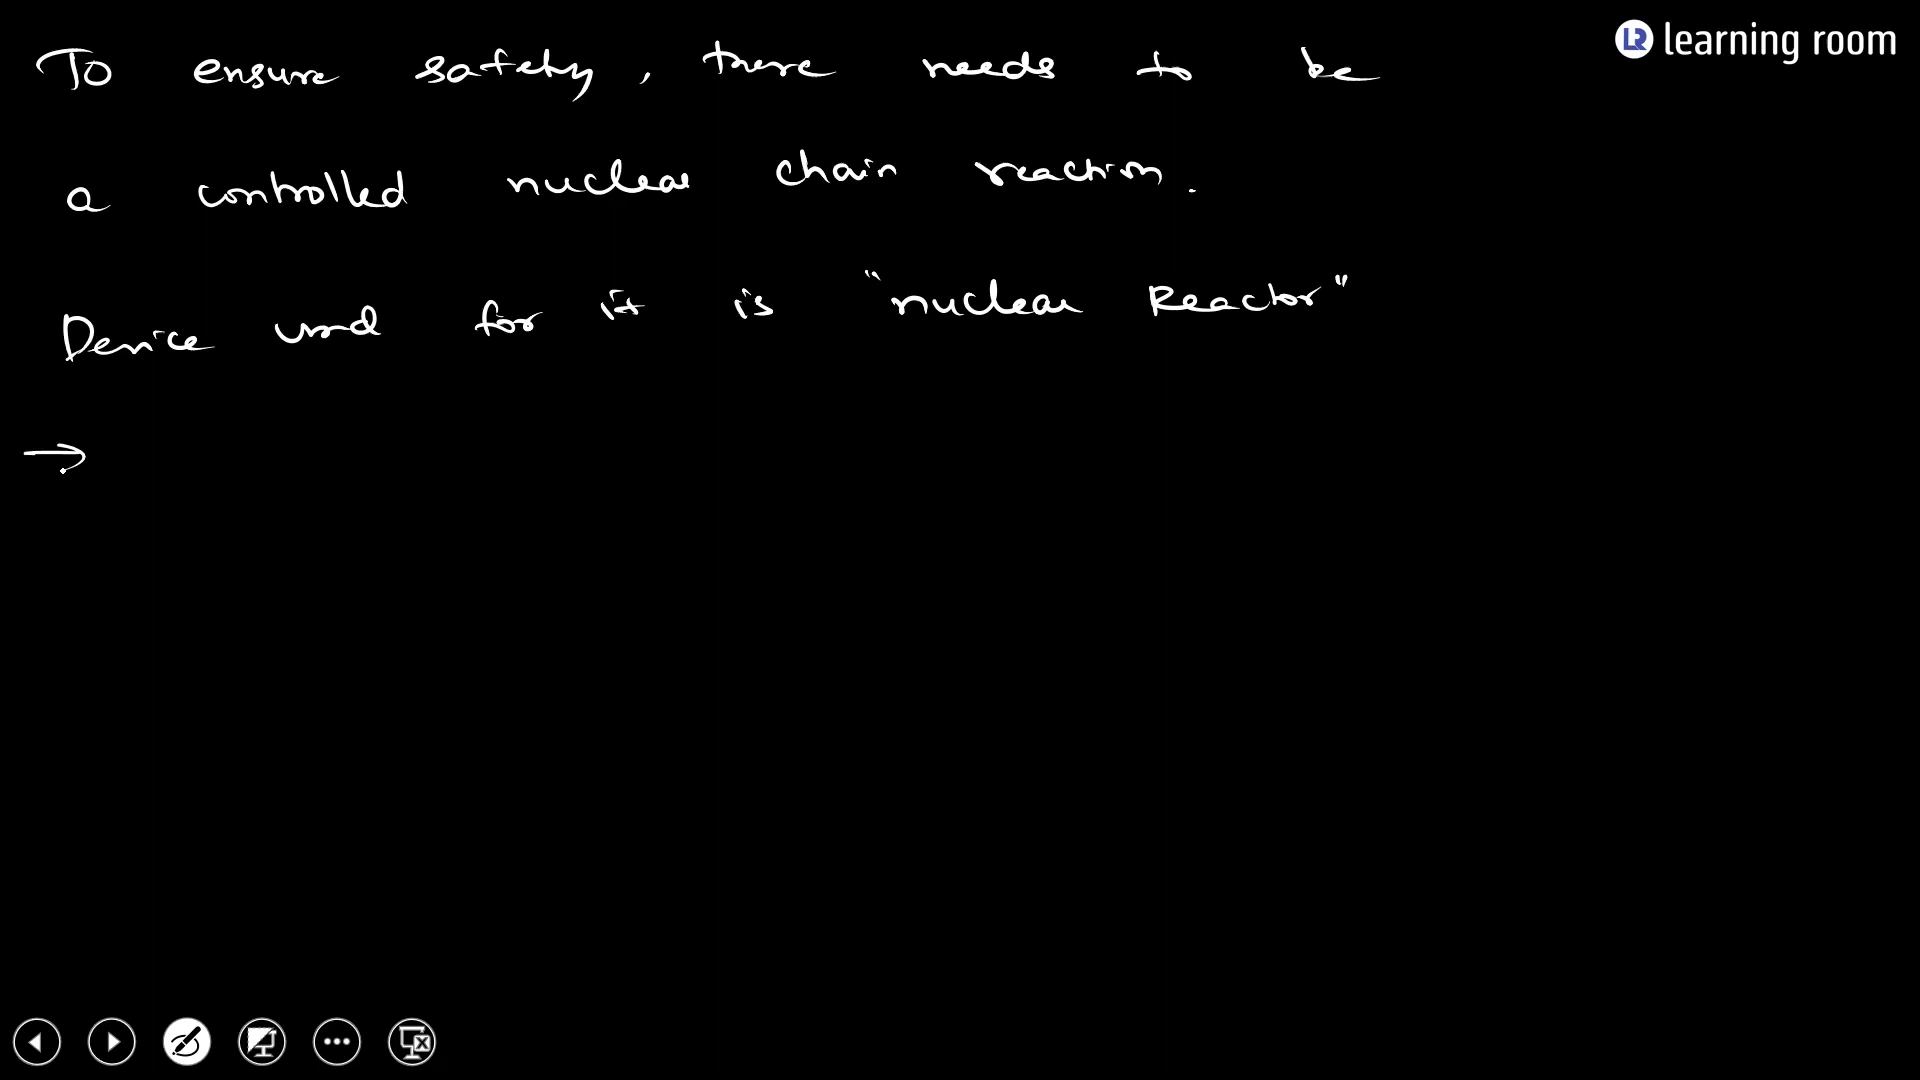 learning room
To ensure safety, there needs to be
a controlled nuclear chain reaction.
Device used for it is "nuclear Reactor"
→